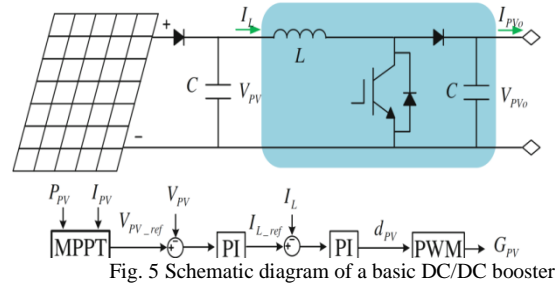 + I_L I_PVo
L
C V_PV C V_PVo
−
P_PV I_PV V_PV I_L
V_PV_ref I_L_ref d_PV G_PV
MPPT − PI − PI PWM
Fig. 5 Schematic diagram of a basic DC/DC booster